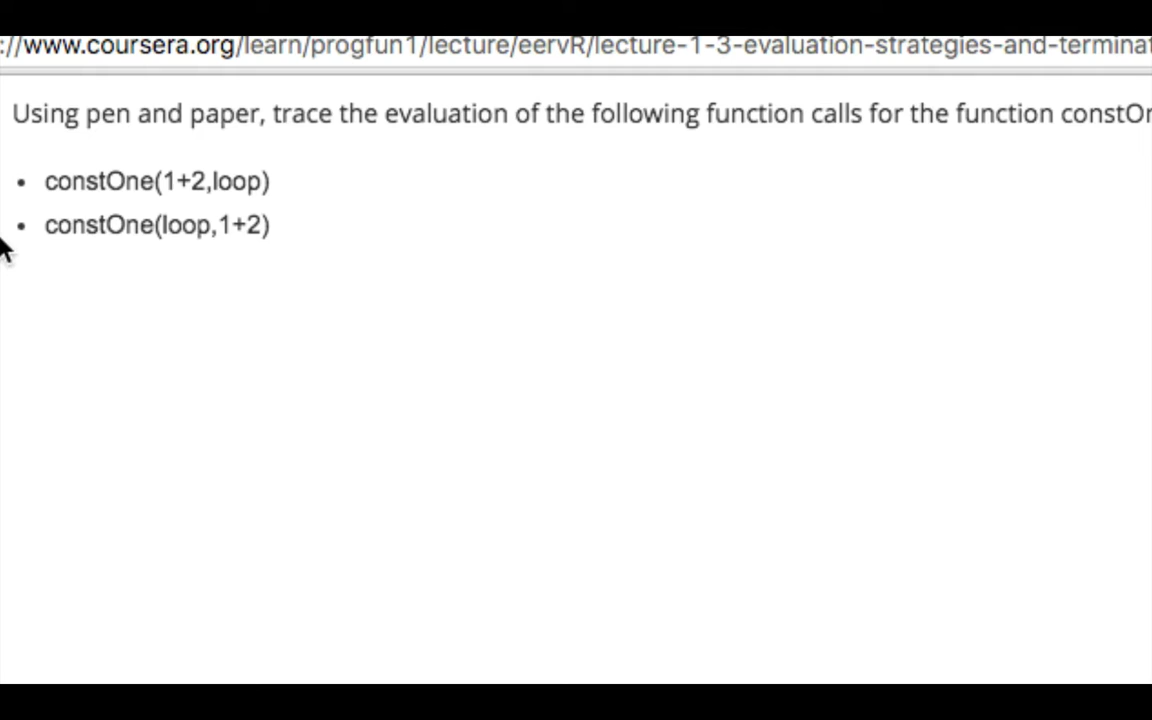 ://www.coursera.org/learn/progfun1/lecture/eervR/lecture-1-3-evaluation-strategies-and-terminat
Using pen and paper, trace the evaluation of the following function calls for the function constOn
• constOne(1+2,loop)
• constOne(loop,1+2)